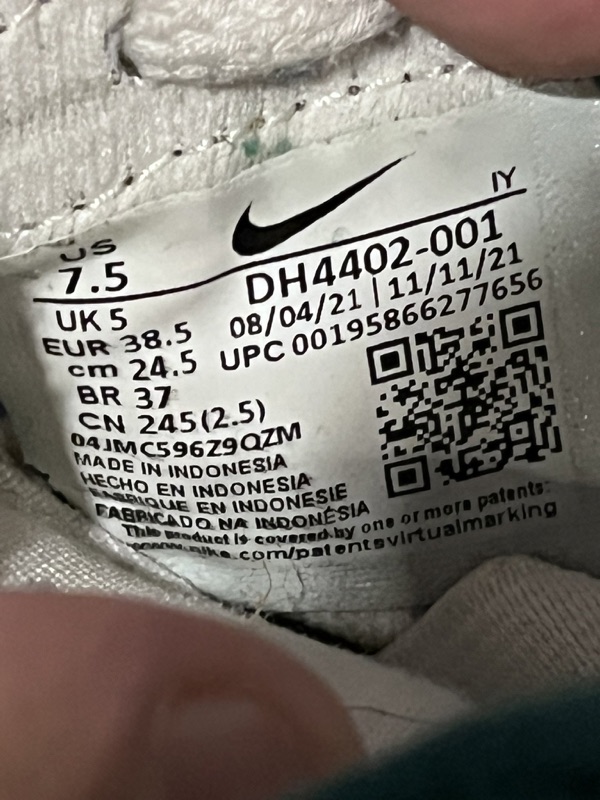 IY
US
7.5
DH4402-001
08/04/21 | 11/11/21
UPC 00195866277656
UK 5
EUR 38.5
cm 24.5
BR 37
CN 245(2.5)
04JMC596Z9QZM
MADE IN INDONESIA
HECHO EN INDONESIA
FABRIQUE EN INDONESIE
FABRICADO NA INDONÉSIA
This product is covered by one or more patents:
www.nike.com/patentsvirtualmarking